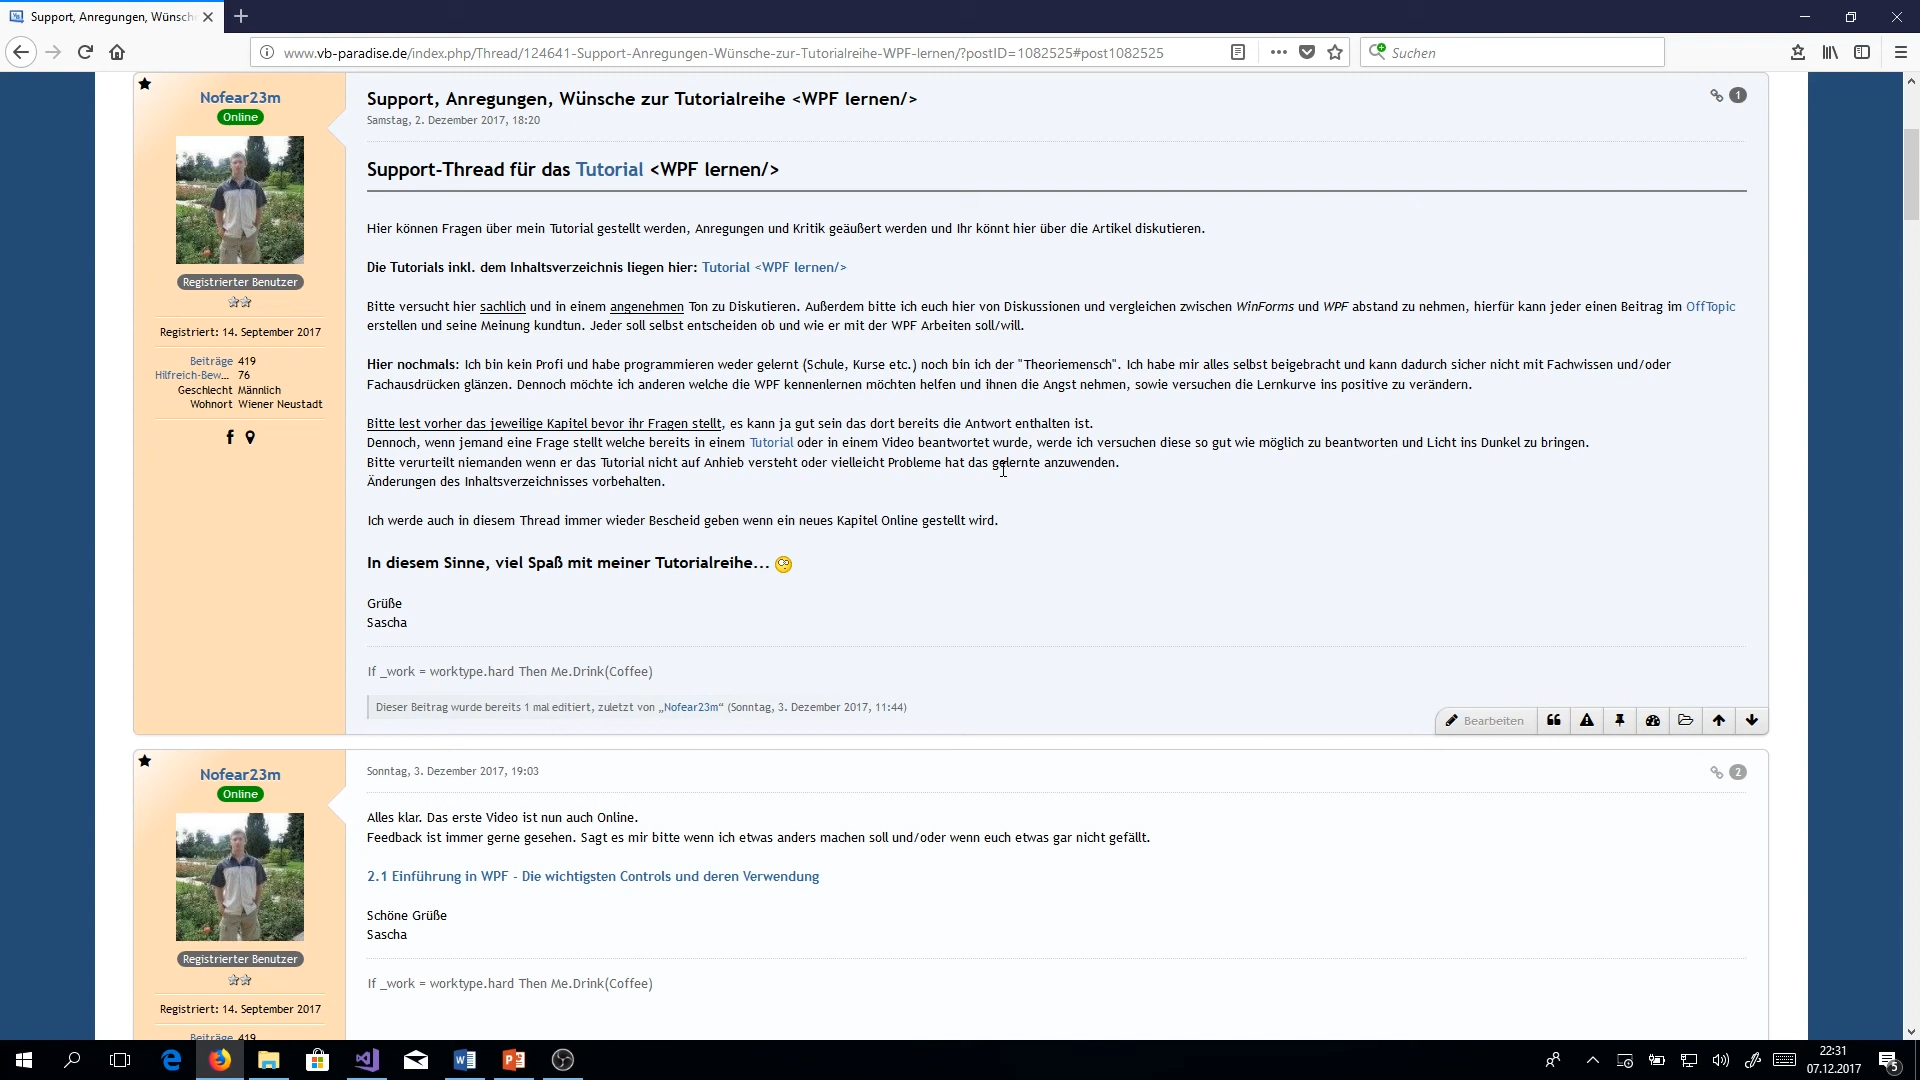 Support, Anregungen, Wünsche
www.vb-paradise.de/index.php/Thread/124641-Support-Anregungen-Wünsche-zur-Tutorialreihe-WPF-lernen/?postID=1082525#post1082525
Suchen
Nofear23m
Online
Registrierter Benutzer
Registriert: 14. September 2017
Beiträge 419
Hilfreich-Bew... 76
Geschlecht Männlich
Wohnort Wiener Neustadt
Support, Anregungen, Wünsche zur Tutorialreihe <WPF lernen/>
1
Samstag, 2. Dezember 2017, 18:20
Support-Thread für das Tutorial <WPF lernen/>
Hier können Fragen über mein Tutorial gestellt werden, Anregungen und Kritik geäußert werden und Ihr könnt hier über die Artikel diskutieren.
Die Tutorials inkl. dem Inhaltsverzeichnis liegen hier: Tutorial <WPF lernen/>
Bitte versucht hier sachlich und in einem angenehmen Ton zu Diskutieren. Außerdem bitte ich euch hier von Diskussionen und vergleichen zwischen WinForms und WPF abstand zu nehmen, hierfür kann jeder einen Beitrag im OffTopic
erstellen und seine Meinung kundtun. Jeder soll selbst entscheiden ob und wie er mit der WPF Arbeiten soll/will.
Hier nochmals: Ich bin kein Profi und habe programmieren weder gelernt (Schule, Kurse etc.) noch bin ich der "Theoriemensch". Ich habe mir alles selbst beigebracht und kann dadurch sicher nicht mit Fachwissen und/oder
Fachausdrücken glänzen. Dennoch möchte ich anderen welche die WPF kennenlernen möchten helfen und ihnen die Angst nehmen, sowie versuchen die Lernkurve ins positive zu verändern.
Bitte lest vorher das jeweilige Kapitel bevor ihr Fragen stellt, es kann ja gut sein das dort bereits die Antwort enthalten ist.
Dennoch, wenn jemand eine Frage stellt welche bereits in einem Tutorial oder in einem Video beantwortet wurde, werde ich versuchen diese so gut wie möglich zu beantworten und Licht ins Dunkel zu bringen.
Bitte verurteilt niemanden wenn er das Tutorial nicht auf Anhieb versteht oder vielleicht Probleme hat das gelernte anzuwenden.
Änderungen des Inhaltsverzeichnisses vorbehalten.
Ich werde auch in diesem Thread immer wieder Bescheid geben wenn ein neues Kapitel Online gestellt wird.
In diesem Sinne, viel Spaß mit meiner Tutorialreihe...
Grüße
Sascha
If _work = worktype.hard Then Me.Drink(Coffee)
Dieser Beitrag wurde bereits 1 mal editiert, zuletzt von „Nofear23m“ (Sonntag, 3. Dezember 2017, 11:44)
Bearbeiten
Nofear23m
Online
Registrierter Benutzer
Registriert: 14. September 2017
Beiträge 419
Sonntag, 3. Dezember 2017, 19:03
2
Alles klar. Das erste Video ist nun auch Online.
Feedback ist immer gerne gesehen. Sagt es mir bitte wenn ich etwas anders machen soll und/oder wenn euch etwas gar nicht gefällt.
2.1 Einführung in WPF - Die wichtigsten Controls und deren Verwendung
Schöne Grüße
Sascha
If _work = worktype.hard Then Me.Drink(Coffee)
22:31
07.12.2017
5